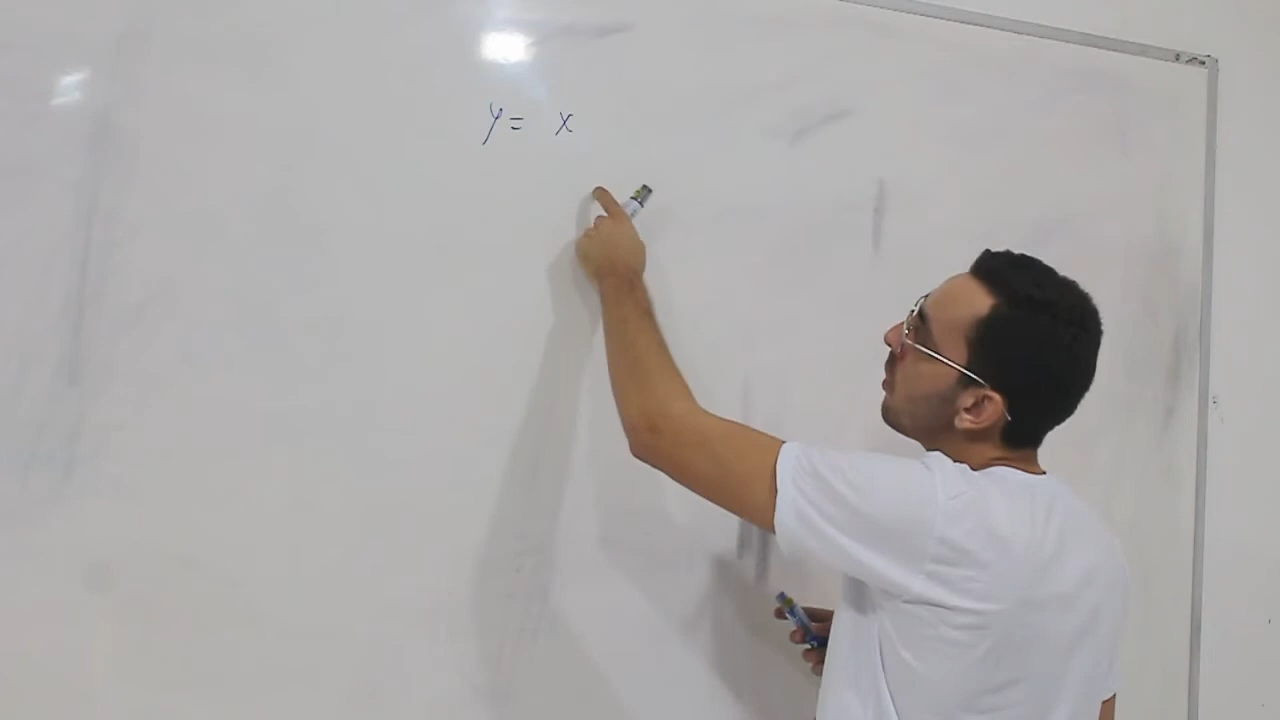 y = x